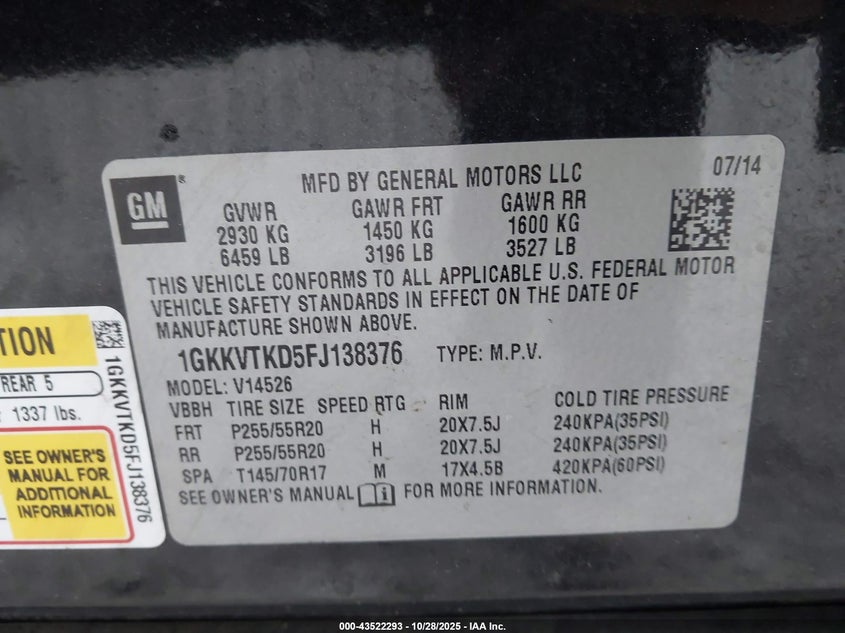 GM
MFD BY GENERAL MOTORS LLC
07/14
GVWR GAWR FRT GAWR RR
2930 KG 1450 KG 1600 KG
6459 LB 3196 LB 3527 LB
THIS VEHICLE CONFORMS TO ALL APPLICABLE U.S. FEDERAL MOTOR
VEHICLE SAFETY STANDARDS IN EFFECT ON THE DATE OF
MANUFACTURE SHOWN ABOVE.
1GKKVTKD5FJ138376 TYPE: M.P.V.
MODEL: V14526
VBBH TIRE SIZE SPEED RTG RIM COLD TIRE PRESSURE
FRT P255/55R20 H 20X7.5J 240KPA(35PSI)
RR P255/55R20 H 20X7.5J 240KPA(35PSI)
SPA T145/70R17 M 17X4.5B 420KPA(60PSI)
SEE OWNER'S MANUAL FOR MORE INFORMATION.
TION
REAR 5
1337 lbs.
SEE OWNER'S
MANUAL FOR
ADDITIONAL
INFORMATION
1GKKVTKD5FJ138376
000-43522293 - 10/28/2025 - IAA Inc.